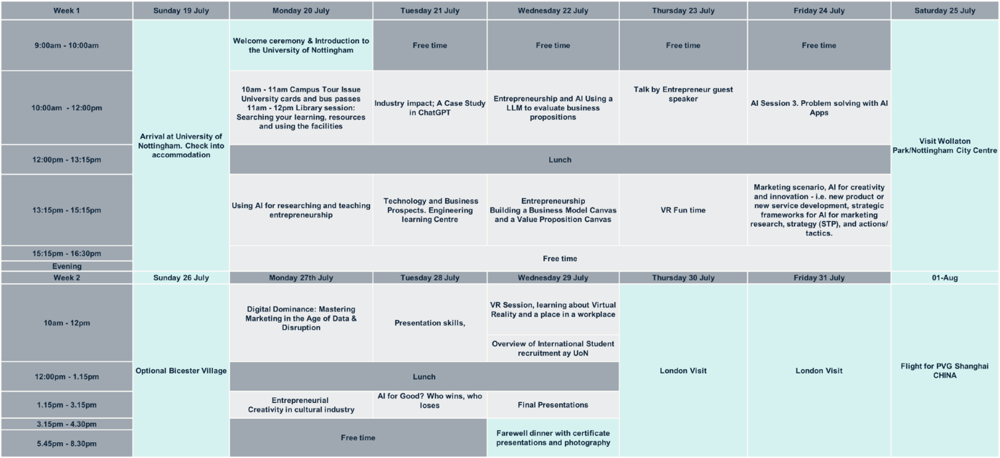 Week 1
Sunday 19 July
Monday 20 July
Tuesday 21 July
Wednesday 22 July
Thursday 23 July
Friday 24 July
Saturday 25 July
9:00am - 10:00am
Arrival at University of
Nottingham. Check into
accommodation
Welcome ceremony & Introduction to
the University of Nottingham
Free time
Free time
Free time
Free time
Visit Wollaton
Park/Nottingham City Centre
10:00am - 12:00pm
10am - 11am Campus Tour Issue
University cards and bus passes
11am - 12pm Library session:
Searching your learning, resources
and using the facilities
Industry impact; A Case Study
in ChatGPT
Entrepreneurship and AI Using a
LLM to evaluate business
propositions
Talk by Entrepreneur guest
speaker
AI Session 3. Problem solving with AI
Apps
12:00pm - 13:15pm
Lunch
13:15pm - 15:15pm
Using AI for researching and teaching
entrepreneurship
Technology and Business
Prospects. Engineering
learning Centre
Entrepreneurship
Building a Business Model Canvas
and a Value Proposition Canvas
VR Fun time
Marketing scenario, AI for creativity
and innovation - i.e. new product or
new service development, strategic
frameworks for AI for marketing
research, strategy (STP), and actions/
tactics.
15:15pm - 16:30pm
Free time
Evening
Week 2
Sunday 26 July
Monday 27th July
Tuesday 28 July
Wednesday 29 July
Thursday 30 July
Friday 31 July
01-Aug
10am - 12pm
Optional Bicester Village
Digital Dominance: Mastering
Marketing in the Age of Data &
Disruption
Presentation skills,
VR Session, learning about Virtual
Reality and a place in a workplace
Overview of International Student
recruitment ay UoN
London Visit
London Visit
Flight for PVG Shanghai
CHINA
12:00pm - 1.15pm
Lunch
1.15pm - 3.15pm
Entrepreneurial
Creativity in cultural industry
AI for Good? Who wins, who
loses
Final Presentations
3.15pm - 4.30pm
Free time
Farewell dinner with certificate
presentations and photography
5.45pm - 8.30pm